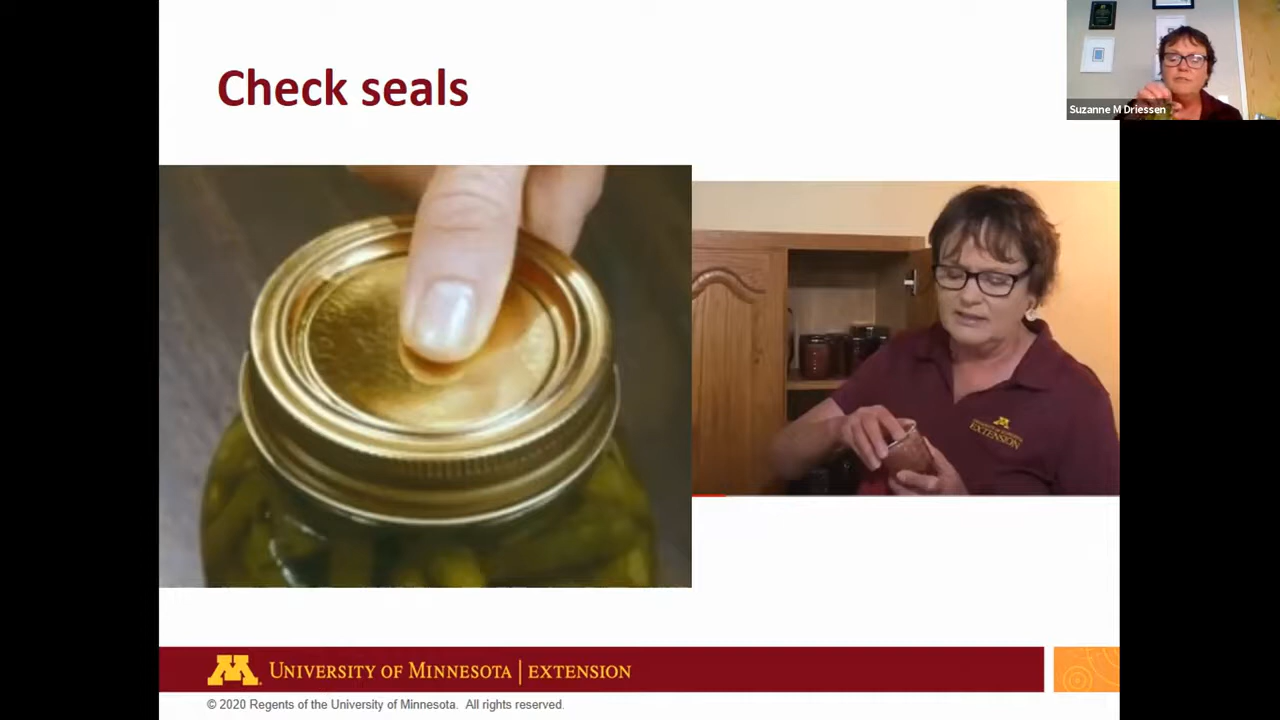 Check seals
Suzanne M Driessen
EXTENSION
M UNIVERSITY OF MINNESOTA | EXTENSION
© 2020 Regents of the University of Minnesota. All rights reserved.